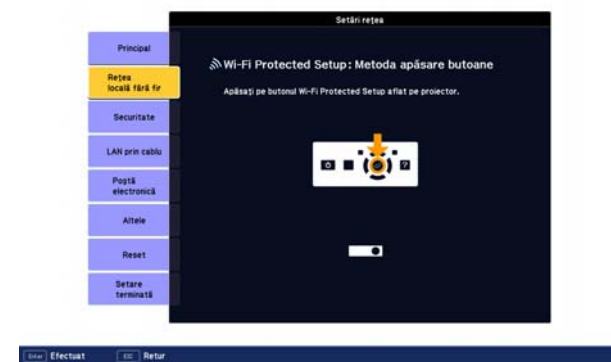 Setări rețea
Principal
Rețea
locală fără fir
Securitate
LAN prin cablu
Poștă
electronică
Altele
Reset
Setare
terminată
Wi-Fi Protected Setup: Metoda apăsare butoane
Apăsați pe butonul Wi-Fi Protected Setup aflat pe proiector.
?
Enter Efectuat ESC Retur